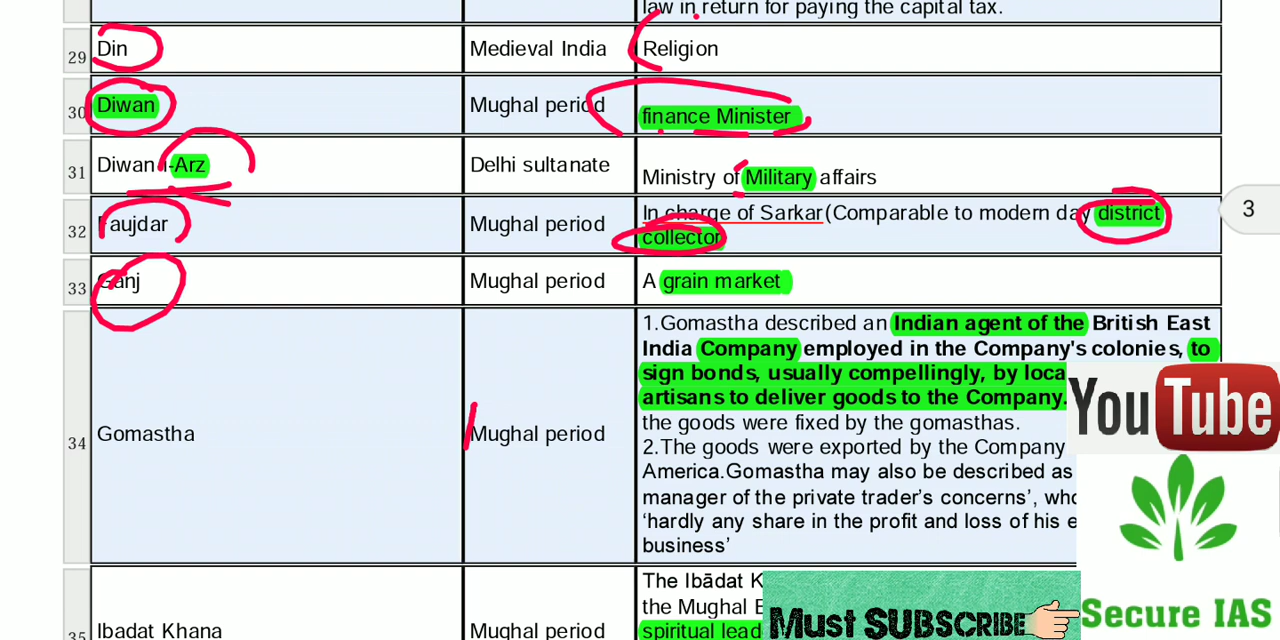 law in return for paying the capital tax.
29 Din Medieval India Religion
30 Diwan Mughal period finance Minister
31 Diwan-i-Arz Delhi sultanate Ministry of Military affairs
32 Faujdar Mughal period In charge of Sarkar(Comparable to modern day district
collector
3
33 Ganj Mughal period A grain market
1.Gomastha described an Indian agent of the British East
India Company employed in the Company's colonies, to
sign bonds, usually compellingly, by loca
artisans to deliver goods to the Company.
the goods were fixed by the gomasthas.
34 Gomastha Mughal period
2.The goods were exported by the Company
America.Gomastha may also be described as
manager of the private trader's concerns', who
'hardly any share in the profit and loss of his e
business'
The Ibādat K
the Mughal E
35 Ibadat Khana Mughal period spiritual lead
YouTube
Must SUBSCRIBE
Secure IAS